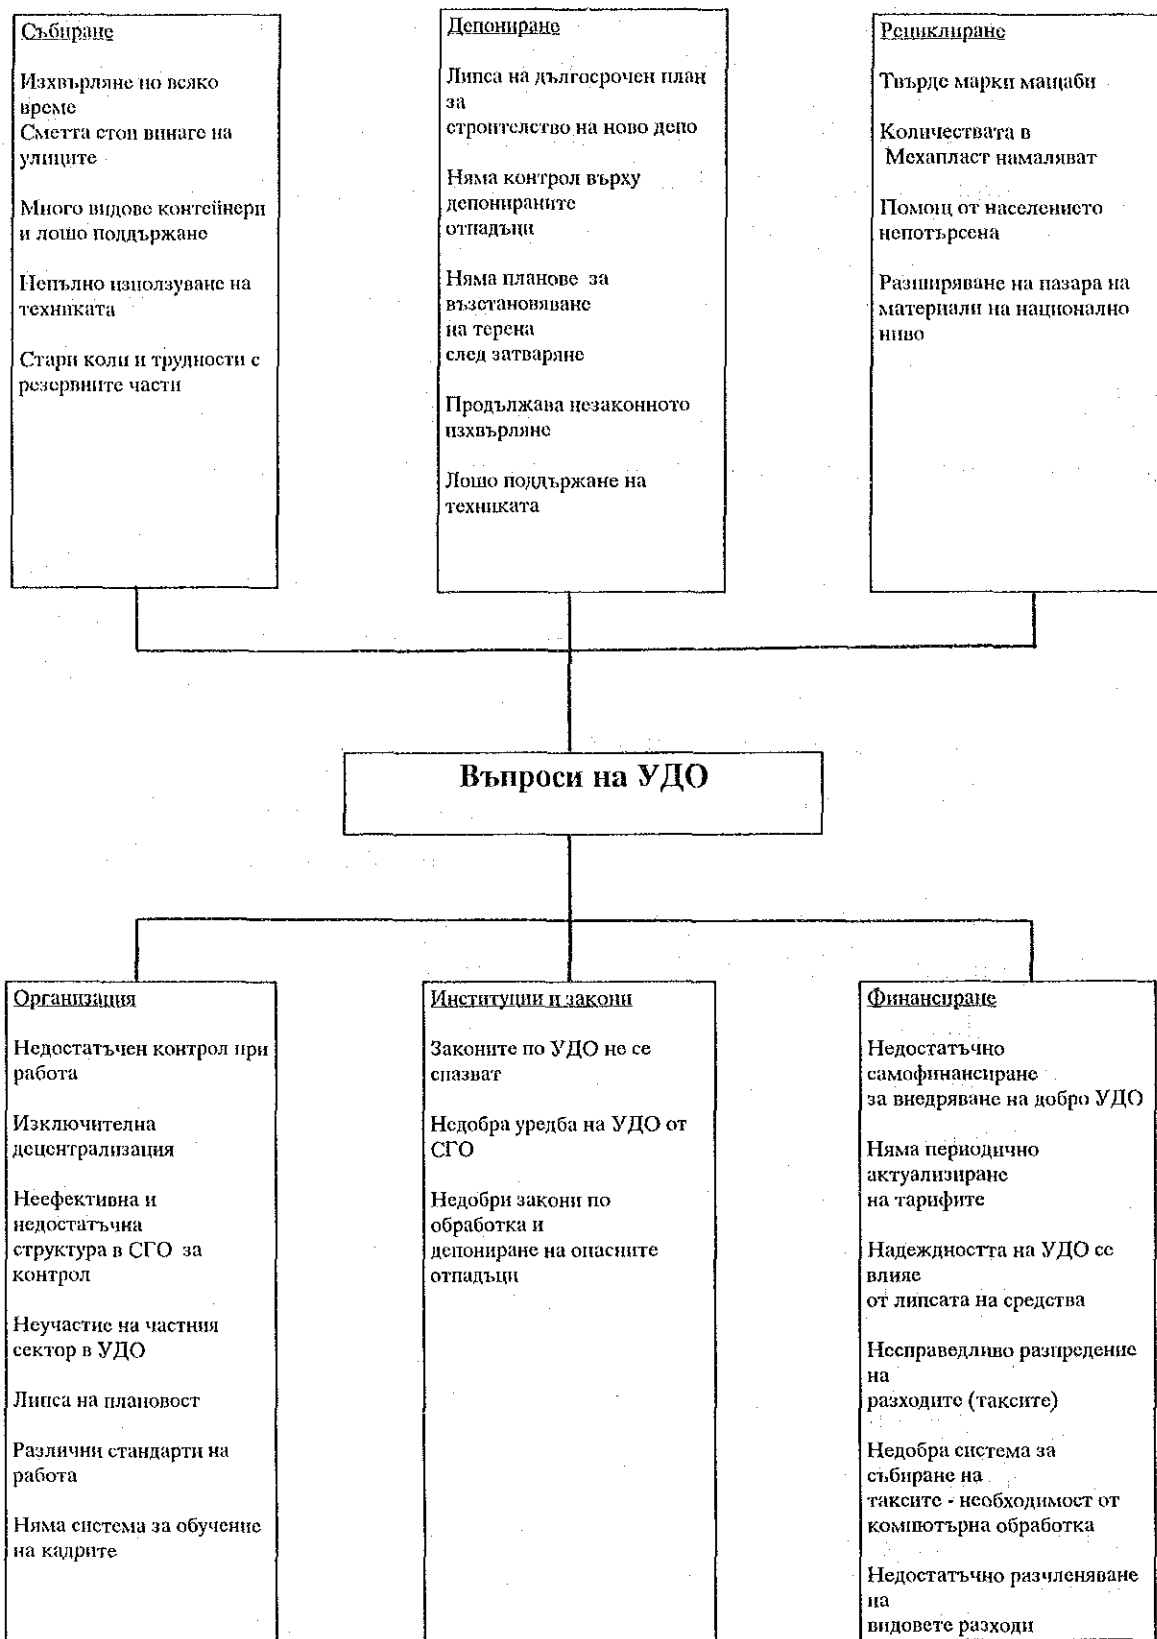 Събиране
Изхвърляне по всяко
време
Сметта стои винаге на
улиците
Много видове контейнери
и лошо поддържане
Непълно използуване на
техниката
Стари коли и трудности с
резервните части
Депониране
Липса на дългосрочен план
за
строителство на ново депо
Няма контрол върху
депонираните
отпадъци
Няма планове за
възстановяване
на терена
след затваряне
Продължава незаконното
изхвърляне
Лошо поддържане на
техниката
Рециклиране
Твърде марки мащаби
Количествата в
Мехапласт намаляват
Помощ от населението
непотърсена
Разширяване на пазара на
материали на национално
ниво
Въпроси на УДО
Организация
Недостатъчен контрол при
работа
Изключителна
децентрализация
Неефективна и
недостатъчна
структура в СГО за
контрол
Неучастие на частния
сектор в УДО
Липса на плановост
Различни стандарти на
работа
Няма система за обучение
на кадрите
Институции и закони
Законите по УДО не се
спазват
Недобра уредба на УДО от
СГО
Недобри закони по
обработка и
депониране на опасните
отпадъци
Финансиране
Недостатъчно
самофинансиране
за внедряване на добро УДО
Няма периодично
актуализиране
на тарифите
Надеждността на УДО се
влияе
от липсата на средства
Несправедливо разпредение
на
разходите (таксите)
Недобра система за
събиране на
таксите - необходимост от
компютърна обработка
Недостатъчно разчленяване
на
видовете разходи